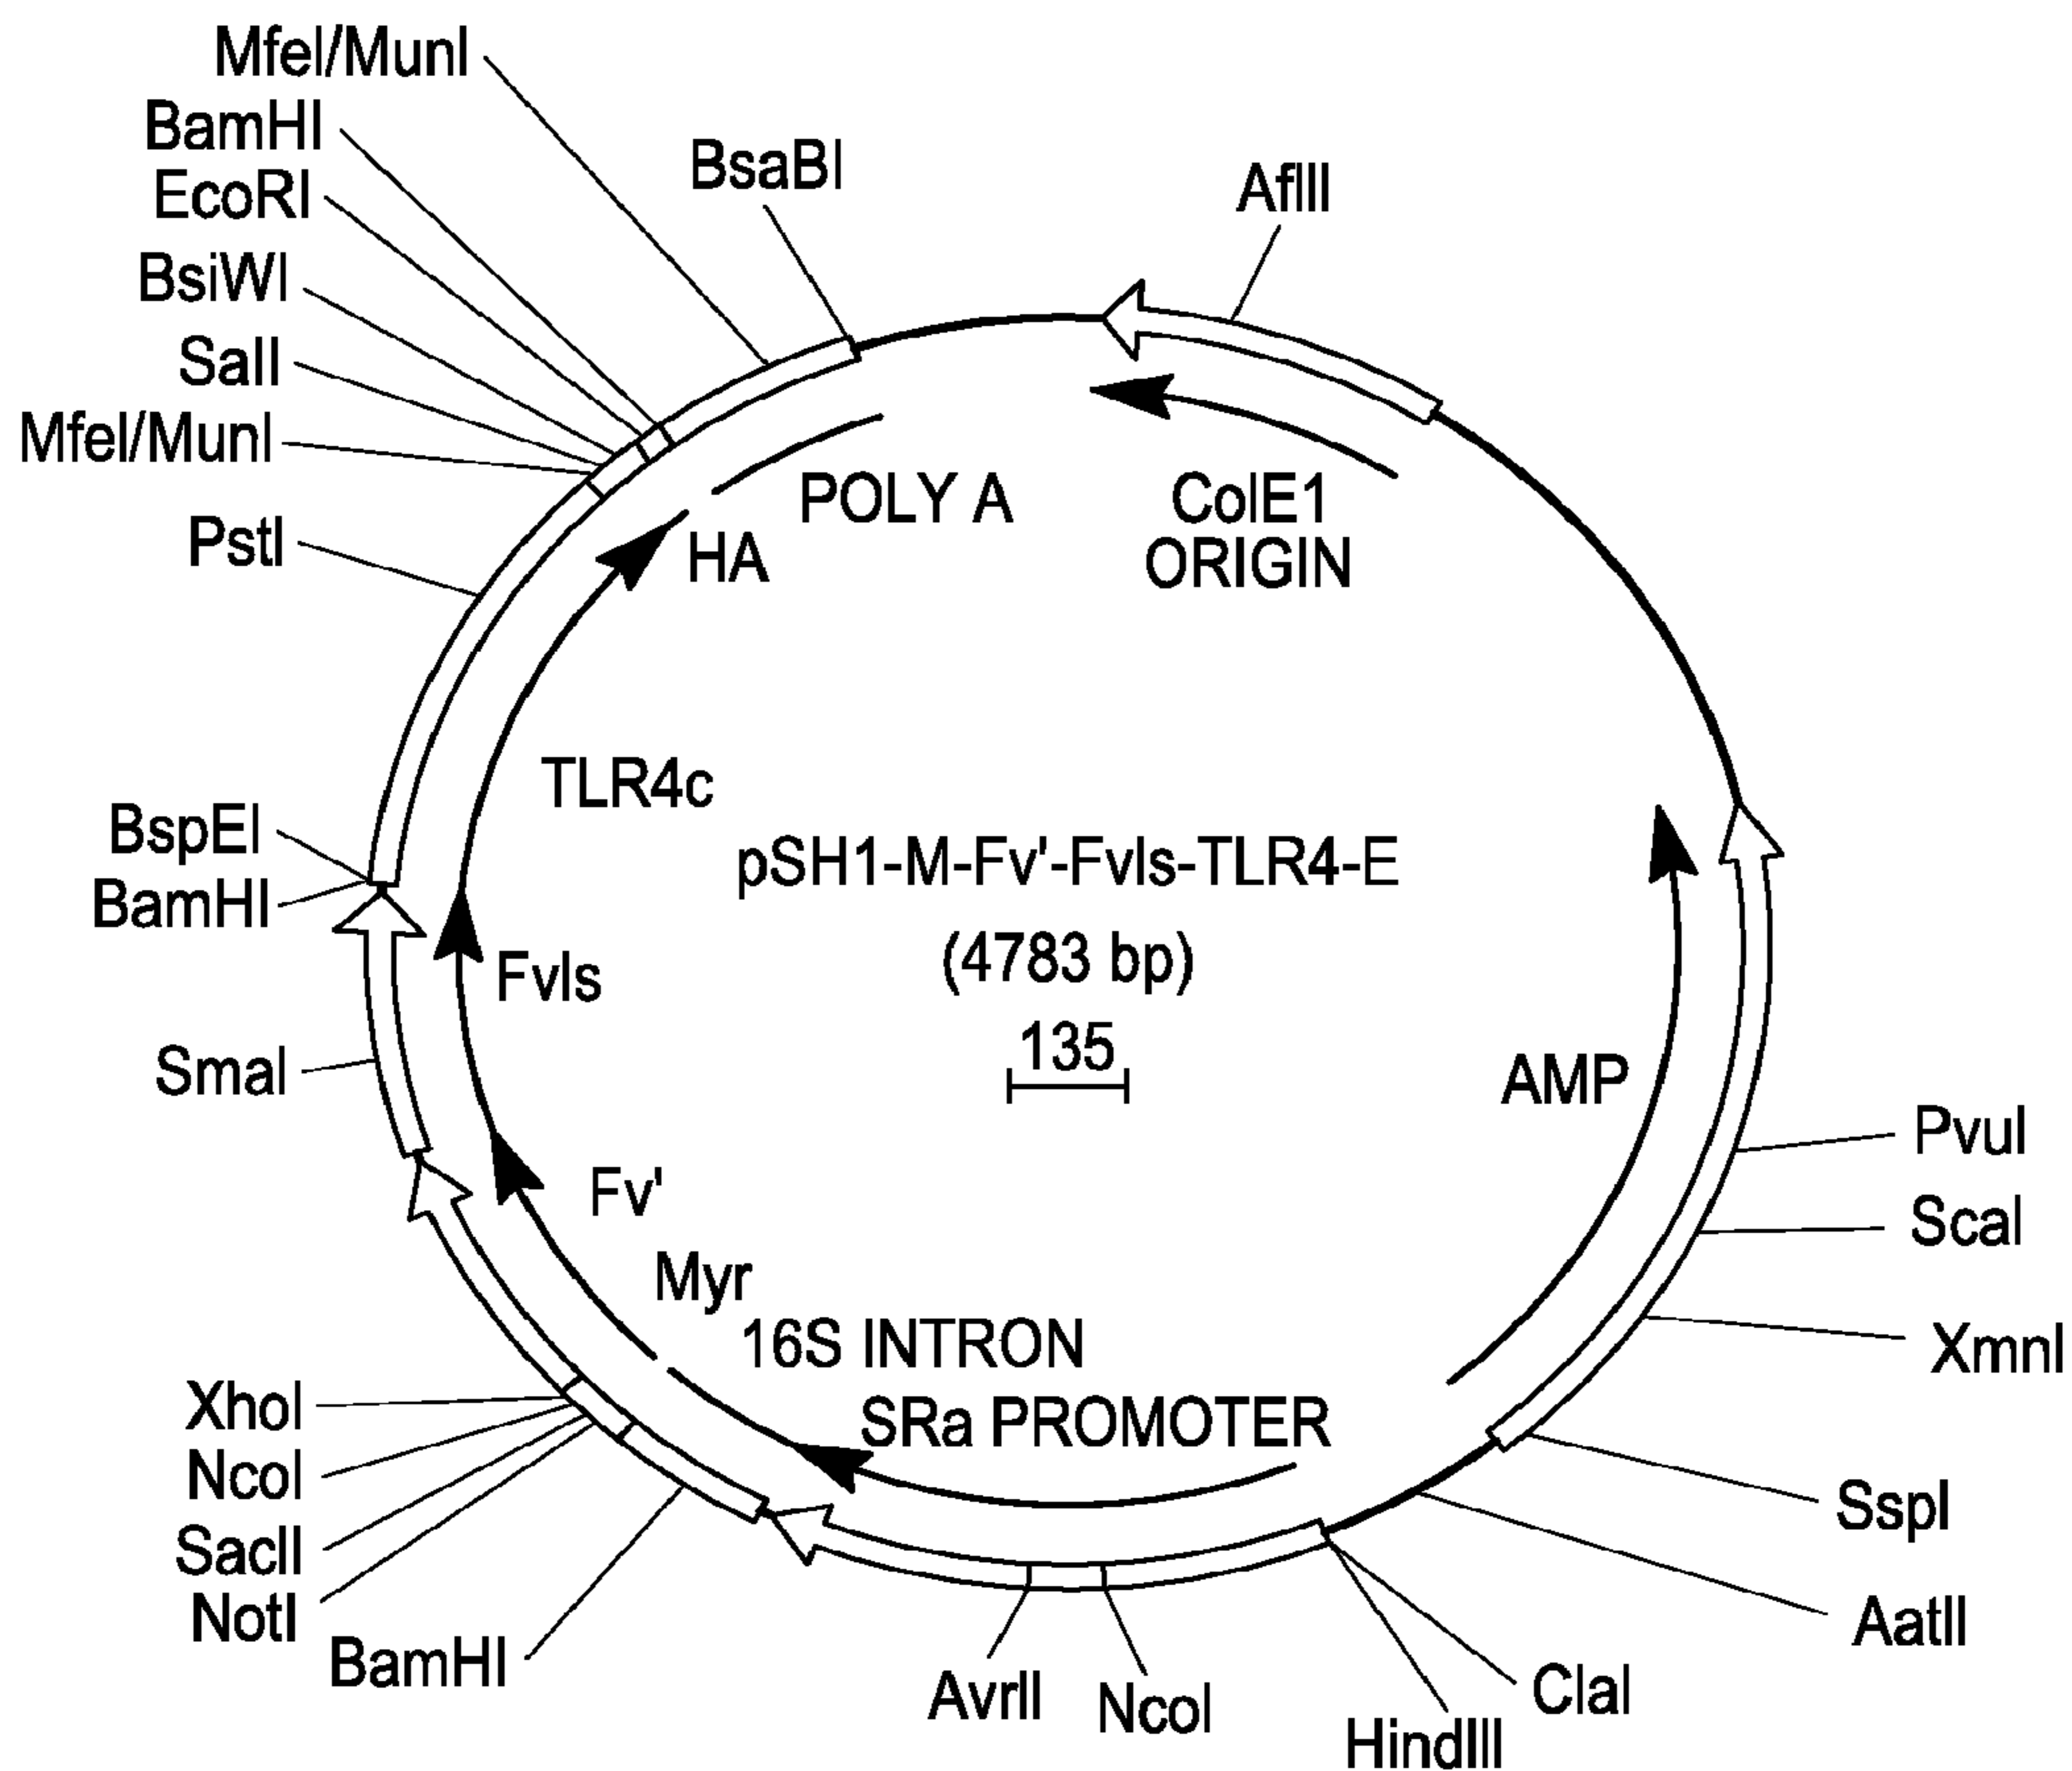 MfeI/MunI
BamHI
EcoRI
BsiWI
SalI
MfeI/MunI
PstI
BsaBI
AflIII
POLY A
ColE1
ORIGIN
HA
TLR4c
BspEI
BamHI
pSH1-M-Fv'-Fvls-TLR4-E
(4783 bp)
135
Fvls
SmaI
AMP
PvuI
ScaI
XmnI
Fv'
Myr
16S INTRON
SRa PROMOTER
XhoI
NcoI
SacII
NotI
BamHI
AvrII
NcoI
HindIII
ClaI
AatII
SspI